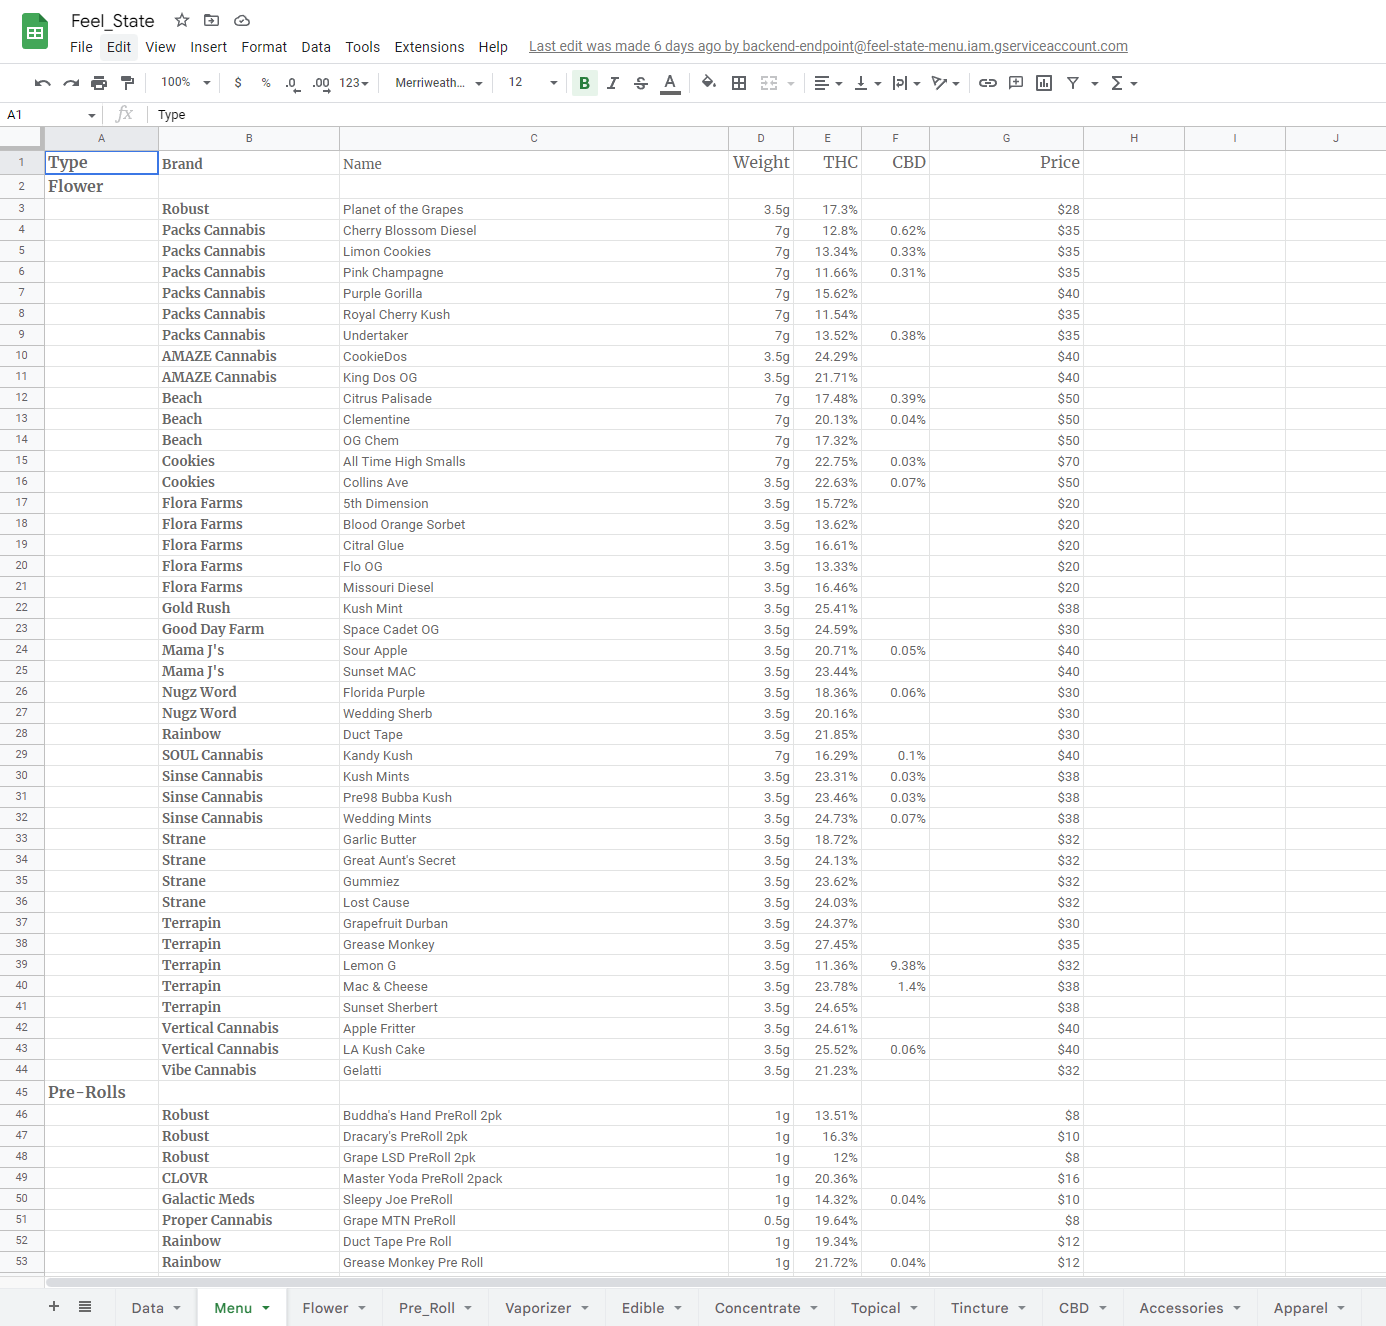 Feel_State
File Edit View Insert Format Data Tools Extensions Help Last edit was made 6 days ago by backend-endpoint@feel-state-menu.iam.gserviceaccount.com
100% $ % .0 .00 123 Merriweath... 12 B I S A
A1 fx Type
A B C D E F G H I J
1 Type Brand Name Weight THC CBD Price
2 Flower
3 Robust Planet of the Grapes 3.5g 17.3% $28
4 Packs Cannabis Cherry Blossom Diesel 7g 12.8% 0.62% $35
5 Packs Cannabis Limon Cookies 7g 13.34% 0.33% $35
6 Packs Cannabis Pink Champagne 7g 11.66% 0.31% $35
7 Packs Cannabis Purple Gorilla 7g 15.62% $40
8 Packs Cannabis Royal Cherry Kush 7g 11.54% $35
9 Packs Cannabis Undertaker 7g 13.52% 0.38% $35
10 AMAZE Cannabis CookieDos 3.5g 24.29% $40
11 AMAZE Cannabis King Dos OG 3.5g 21.71% $40
12 Beach Citrus Palisade 7g 17.48% 0.39% $50
13 Beach Clementine 7g 20.13% 0.04% $50
14 Beach OG Chem 7g 17.32% $50
15 Cookies All Time High Smalls 7g 22.75% 0.03% $70
16 Cookies Collins Ave 3.5g 22.63% 0.07% $50
17 Flora Farms 5th Dimension 3.5g 15.72% $20
18 Flora Farms Blood Orange Sorbet 3.5g 13.62% $20
19 Flora Farms Citral Glue 3.5g 16.61% $20
20 Flora Farms Flo OG 3.5g 13.33% $20
21 Flora Farms Missouri Diesel 3.5g 16.46% $20
22 Gold Rush Kush Mint 3.5g 25.41% $38
23 Good Day Farm Space Cadet OG 3.5g 24.59% $30
24 Mama J's Sour Apple 3.5g 20.71% 0.05% $40
25 Mama J's Sunset MAC 3.5g 23.44% $40
26 Nugz Word Florida Purple 3.5g 18.36% 0.06% $30
27 Nugz Word Wedding Sherb 3.5g 20.16% $30
28 Rainbow Duct Tape 3.5g 21.85% $30
29 SOUL Cannabis Kandy Kush 7g 16.29% 0.1% $40
30 Sinse Cannabis Kush Mints 3.5g 23.31% 0.03% $38
31 Sinse Cannabis Pre98 Bubba Kush 3.5g 23.46% 0.03% $38
32 Sinse Cannabis Wedding Mints 3.5g 24.73% 0.07% $38
33 Strane Garlic Butter 3.5g 18.72% $32
34 Strane Great Aunt's Secret 3.5g 24.13% $32
35 Strane Gummiez 3.5g 23.62% $32
36 Strane Lost Cause 3.5g 24.03% $32
37 Terrapin Grapefruit Durban 3.5g 24.37% $30
38 Terrapin Grease Monkey 3.5g 27.45% $35
39 Terrapin Lemon G 3.5g 11.36% 9.38% $32
40 Terrapin Mac & Cheese 3.5g 23.78% 1.4% $38
41 Terrapin Sunset Sherbert 3.5g 24.65% $38
42 Vertical Cannabis Apple Fritter 3.5g 24.61% $40
43 Vertical Cannabis LA Kush Cake 3.5g 25.52% 0.06% $40
44 Vibe Cannabis Gelatti 3.5g 21.23% $32
45 Pre-Rolls
46 Robust Buddha's Hand PreRoll 2pk 1g 13.51% $8
47 Robust Dracary's PreRoll 2pk 1g 16.3% $10
48 Robust Grape LSD PreRoll 2pk 1g 12% $8
49 CLOVR Master Yoda PreRoll 2pack 1g 20.36% $16
50 Galactic Meds Sleepy Joe PreRoll 1g 14.32% 0.04% $10
51 Proper Cannabis Grape MTN PreRoll 0.5g 19.64% $8
52 Rainbow Duct Tape Pre Roll 1g 19.34% $12
53 Rainbow Grease Monkey Pre Roll 1g 21.72% 0.04% $12
Data Menu Flower Pre_Roll Vaporizer Edible Concentrate Topical Tincture CBD Accessories Apparel